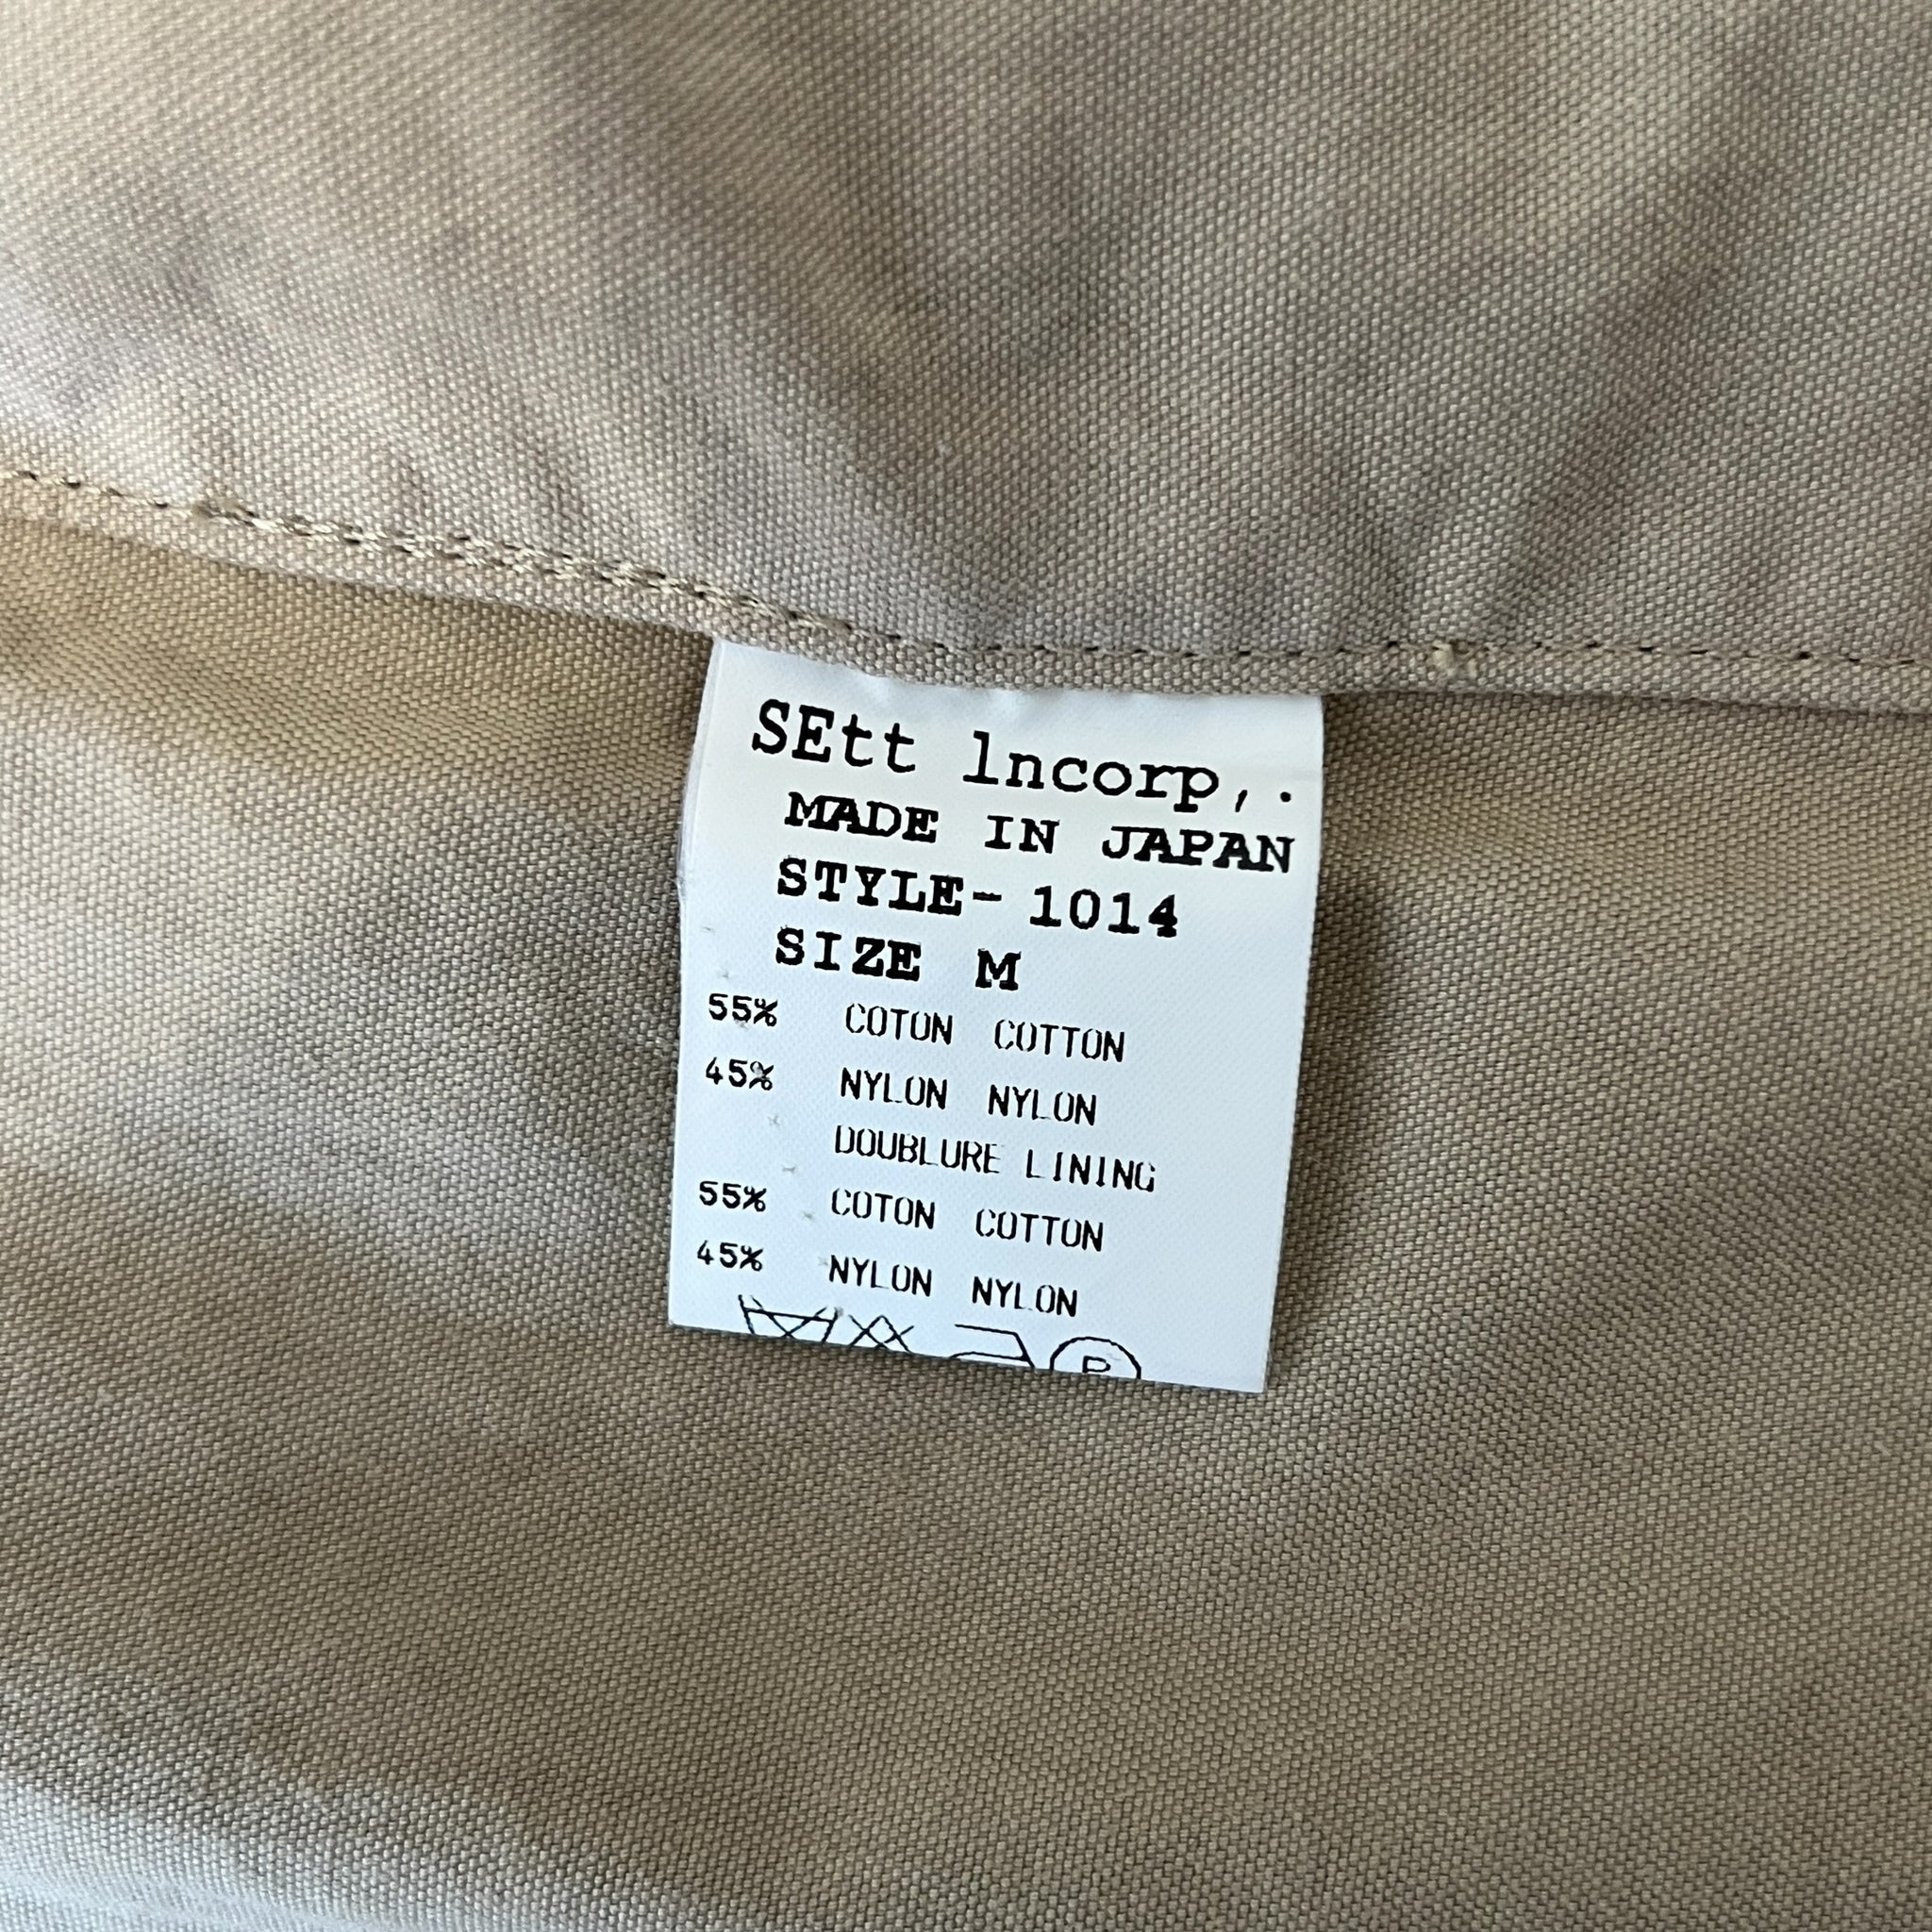 SEtt lncorp,.
MADE IN JAPAN
STYLE- 1014
SIZE M
55% COTON COTTON
45% NYLON NYLON
DOUBLURE LINING
55% COTON COTTON
45% NYLON NYLON
P